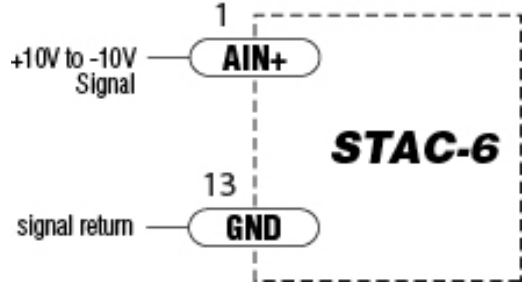 1
+10V to -10V
Signal
AIN+
STAC-6
13
signal return
GND